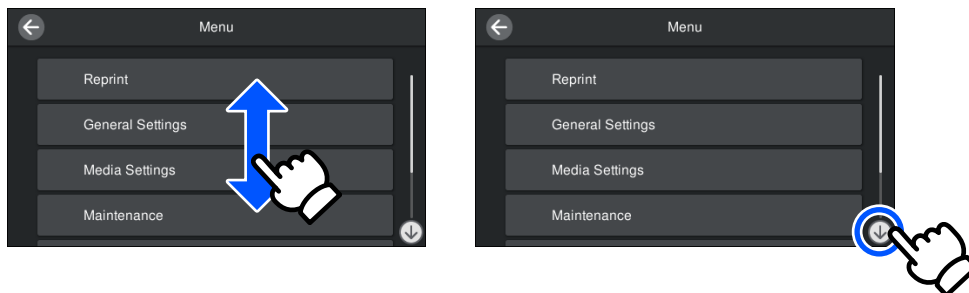 Menu
Reprint
General Settings
Media Settings
Maintenance
Menu
Reprint
General Settings
Media Settings
Maintenance